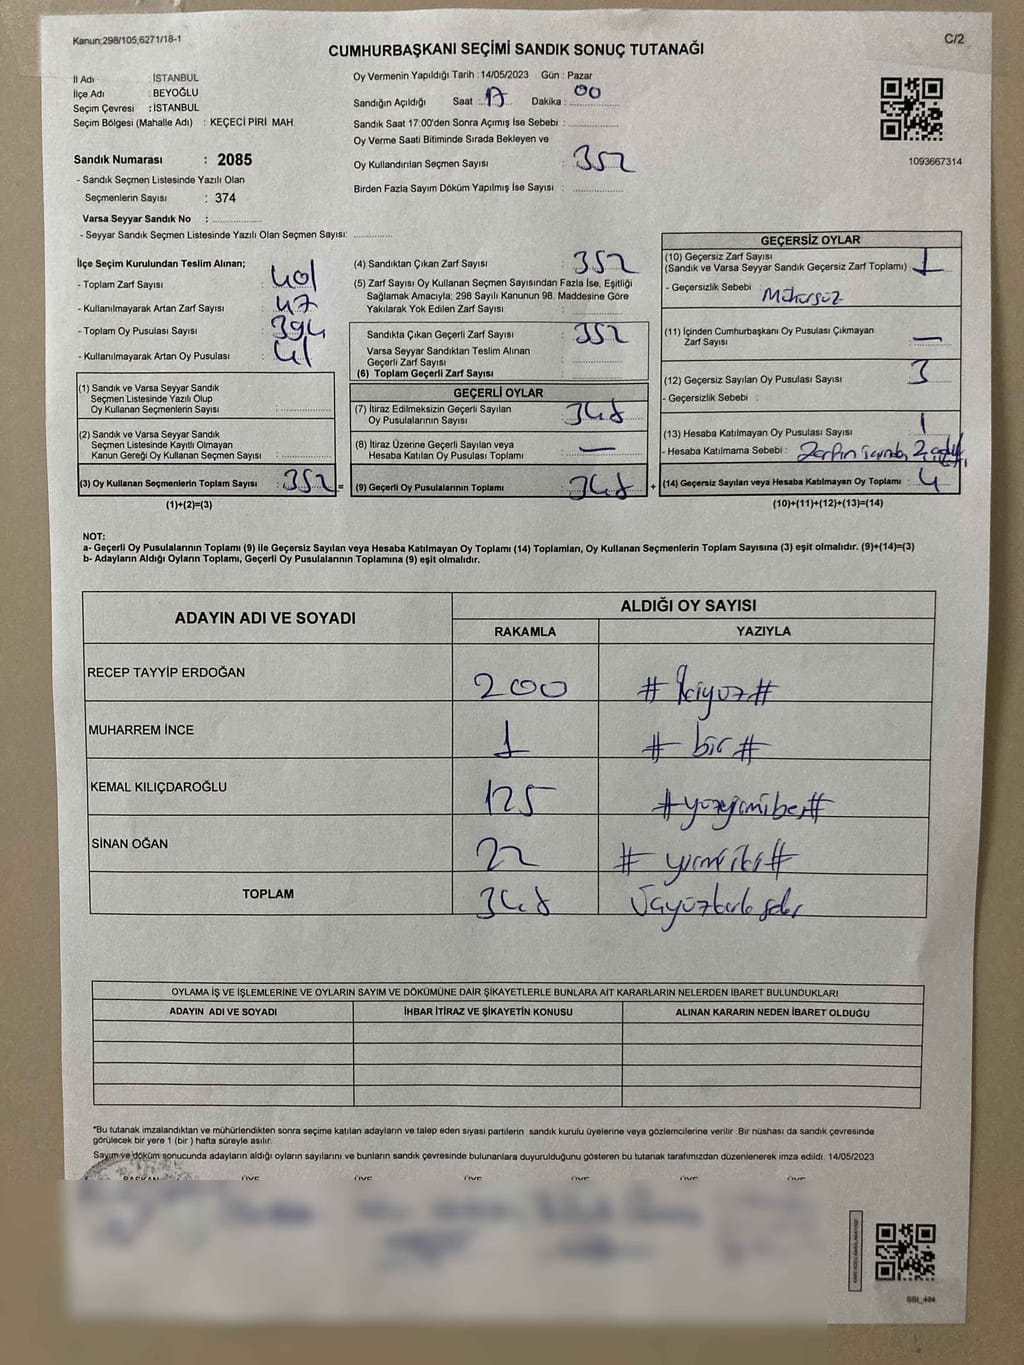 Kanun;298/105;6271/18-1
C/2
CUMHURBAŞKANI SEÇİMİ SANDIK SONUÇ TUTANAĞI
İl Adı : İSTANBUL
İlçe Adı : BEYOĞLU
Seçim Çevresi : İSTANBUL
Seçim Bölgesi (Mahalle Adı) : KEÇECİ PİRİ MAH.
Oy Vermenin Yapıldığı Tarih :14/05/2023 Gün : Pazar
Sandığın Açıldığı Saat : 17 Dakika : 00
Sandık Saat 17:00'den Sonra Açımış İse Sebebi :
Oy Verme Saati Bitiminde Sırada Bekleyen ve
Oy Kullandırılan Seçmen Sayısı : 352
Birden Fazla Sayım Döküm Yapılmış İse Sayısı :
1093667314
Sandık Numarası : 2085
- Sandık Seçmen Listesinde Yazılı Olan
Seçmenlerin Sayısı : 374
Varsa Seyyar Sandık No :
- Seyyar Sandık Seçmen Listesinde Yazılı Olan Seçmen Sayısı:
İlçe Seçim Kurulundan Teslim Alınan;
- Toplam Zarf Sayısı : 401
- Kullanılmayarak Artan Zarf Sayısı : 47
- Toplam Oy Pusulası Sayısı : 394
- Kullanılmayarak Artan Oy Pusulası : 41
(1) Sandık ve Varsa Seyyar Sandık
Seçmen Listesinde Yazılı Olup
Oy Kullanan Seçmenlerin Sayısı :
(2) Sandık ve Varsa Seyyar Sandık
Seçmen Listesinde Kayıtlı Olmayan
Kanun Gereği Oy Kullanan Seçmen Sayısı :
(3) Oy Kullanan Seçmenlerin Toplam Sayısı : 352 =
(1)+(2)=(3)
(4) Sandıktan Çıkan Zarf Sayısı : 352
(5) Zarf Sayısı Oy Kullanan Seçmen Sayısından Fazla İse, Eşitliği
Sağlamak Amacıyla; 298 Sayılı Kanunun 98. Maddesine Göre
Yakılarak Yok Edilen Zarf Sayısı :
Sandıkta Çıkan Geçerli Zarf Sayısı : 352
Varsa Seyyar Sandıktan Teslim Alınan
Geçerli Zarf Sayısı :
(6) Toplam Geçerli Zarf Sayısı :
GEÇERLİ OYLAR
(7) İtiraz Edilmeksizin Geçerli Sayılan
Oy Pusulalarının Sayısı : 348
(8) İtiraz Üzerine Geçerli Sayılan veya
Hesaba Katılan Oy Pusulası Toplamı : —
(9) Geçerli Oy Pusulalarının Toplamı : 348 +
GEÇERSİZ OYLAR
(10) Geçersiz Zarf Sayısı
(Sandık ve Varsa Seyyar Sandık Geçersiz Zarf Toplamı) : 1
- Geçersizlik Sebebi : Mühürsüz
(11) İçinden Cumhurbaşkanı Oy Pusulası Çıkmayan
Zarf Sayısı : —
(12) Geçersiz Sayılan Oy Pusulası Sayısı : 3
- Geçersizlik Sebebi :
(13) Hesaba Katılmayan Oy Pusulası Sayısı : 1
- Hesaba Katılmama Sebebi : Zarfın içinden 2 adet
(14) Geçersiz Sayılan veya Hesaba Katılmayan Oy Toplamı : 4
(10)+(11)+(12)+(13)=(14)
NOT:
a- Geçerli Oy Pusulalarının Toplamı (9) ile Geçersiz Sayılan veya Hesaba Katılmayan Oy Toplamı (14) Toplamları, Oy Kullanan Seçmenlerin Toplam Sayısına (3) eşit olmalıdır. (9)+(14)=(3)
b- Adayların Aldığı Oyların Toplamı, Geçerli Oy Pusulalarının Toplamına (9) eşit olmalıdır.
ADAYIN ADI VE SOYADI
ALDIĞI OY SAYISI
RAKAMLA YAZIYLA
RECEP TAYYİP ERDOĞAN 200 # İkiyüz #
MUHARREM İNCE 1 # bir #
KEMAL KILIÇDAROĞLU 125 # yüzyirmibeş #
SİNAN OĞAN 22 # yirmiiki #
TOPLAM 348 Üçyüzkırksekiz
OYLAMA İŞ VE İŞLEMLERİNE VE OYLARIN SAYIM VE DÖKÜMÜNE DAİR ŞİKAYETLERLE BUNLARA AİT KARARLARIN NELERDEN İBARET BULUNDUKLARI
ADAYIN ADI VE SOYADI İHBAR İTİRAZ VE ŞİKAYETİN KONUSU ALINAN KARARIN NEDEN İBARET OLDUĞU
*Bu tutanak imzalandıktan ve mühürlendikten sonra seçime katılan adayların ve talep eden siyasi partilerin sandık kurulu üyelerine veya gözlemcilerine verilir. Bir nüshası da sandık çevresinde
görülecek bir yere 1 (bir ) hafta süreyle asılır.
Sayım ve döküm sonucunda adayların aldığı oyların sayılarını ve bunların sandık çevresinde bulunanlara duyurulduğunu gösteren bu tutanak tarafımızdan düzenlenerek imza edildi. 14/05/2023
BAŞKAN ÜYE ÜYE ÜYE ÜYE ÜYE